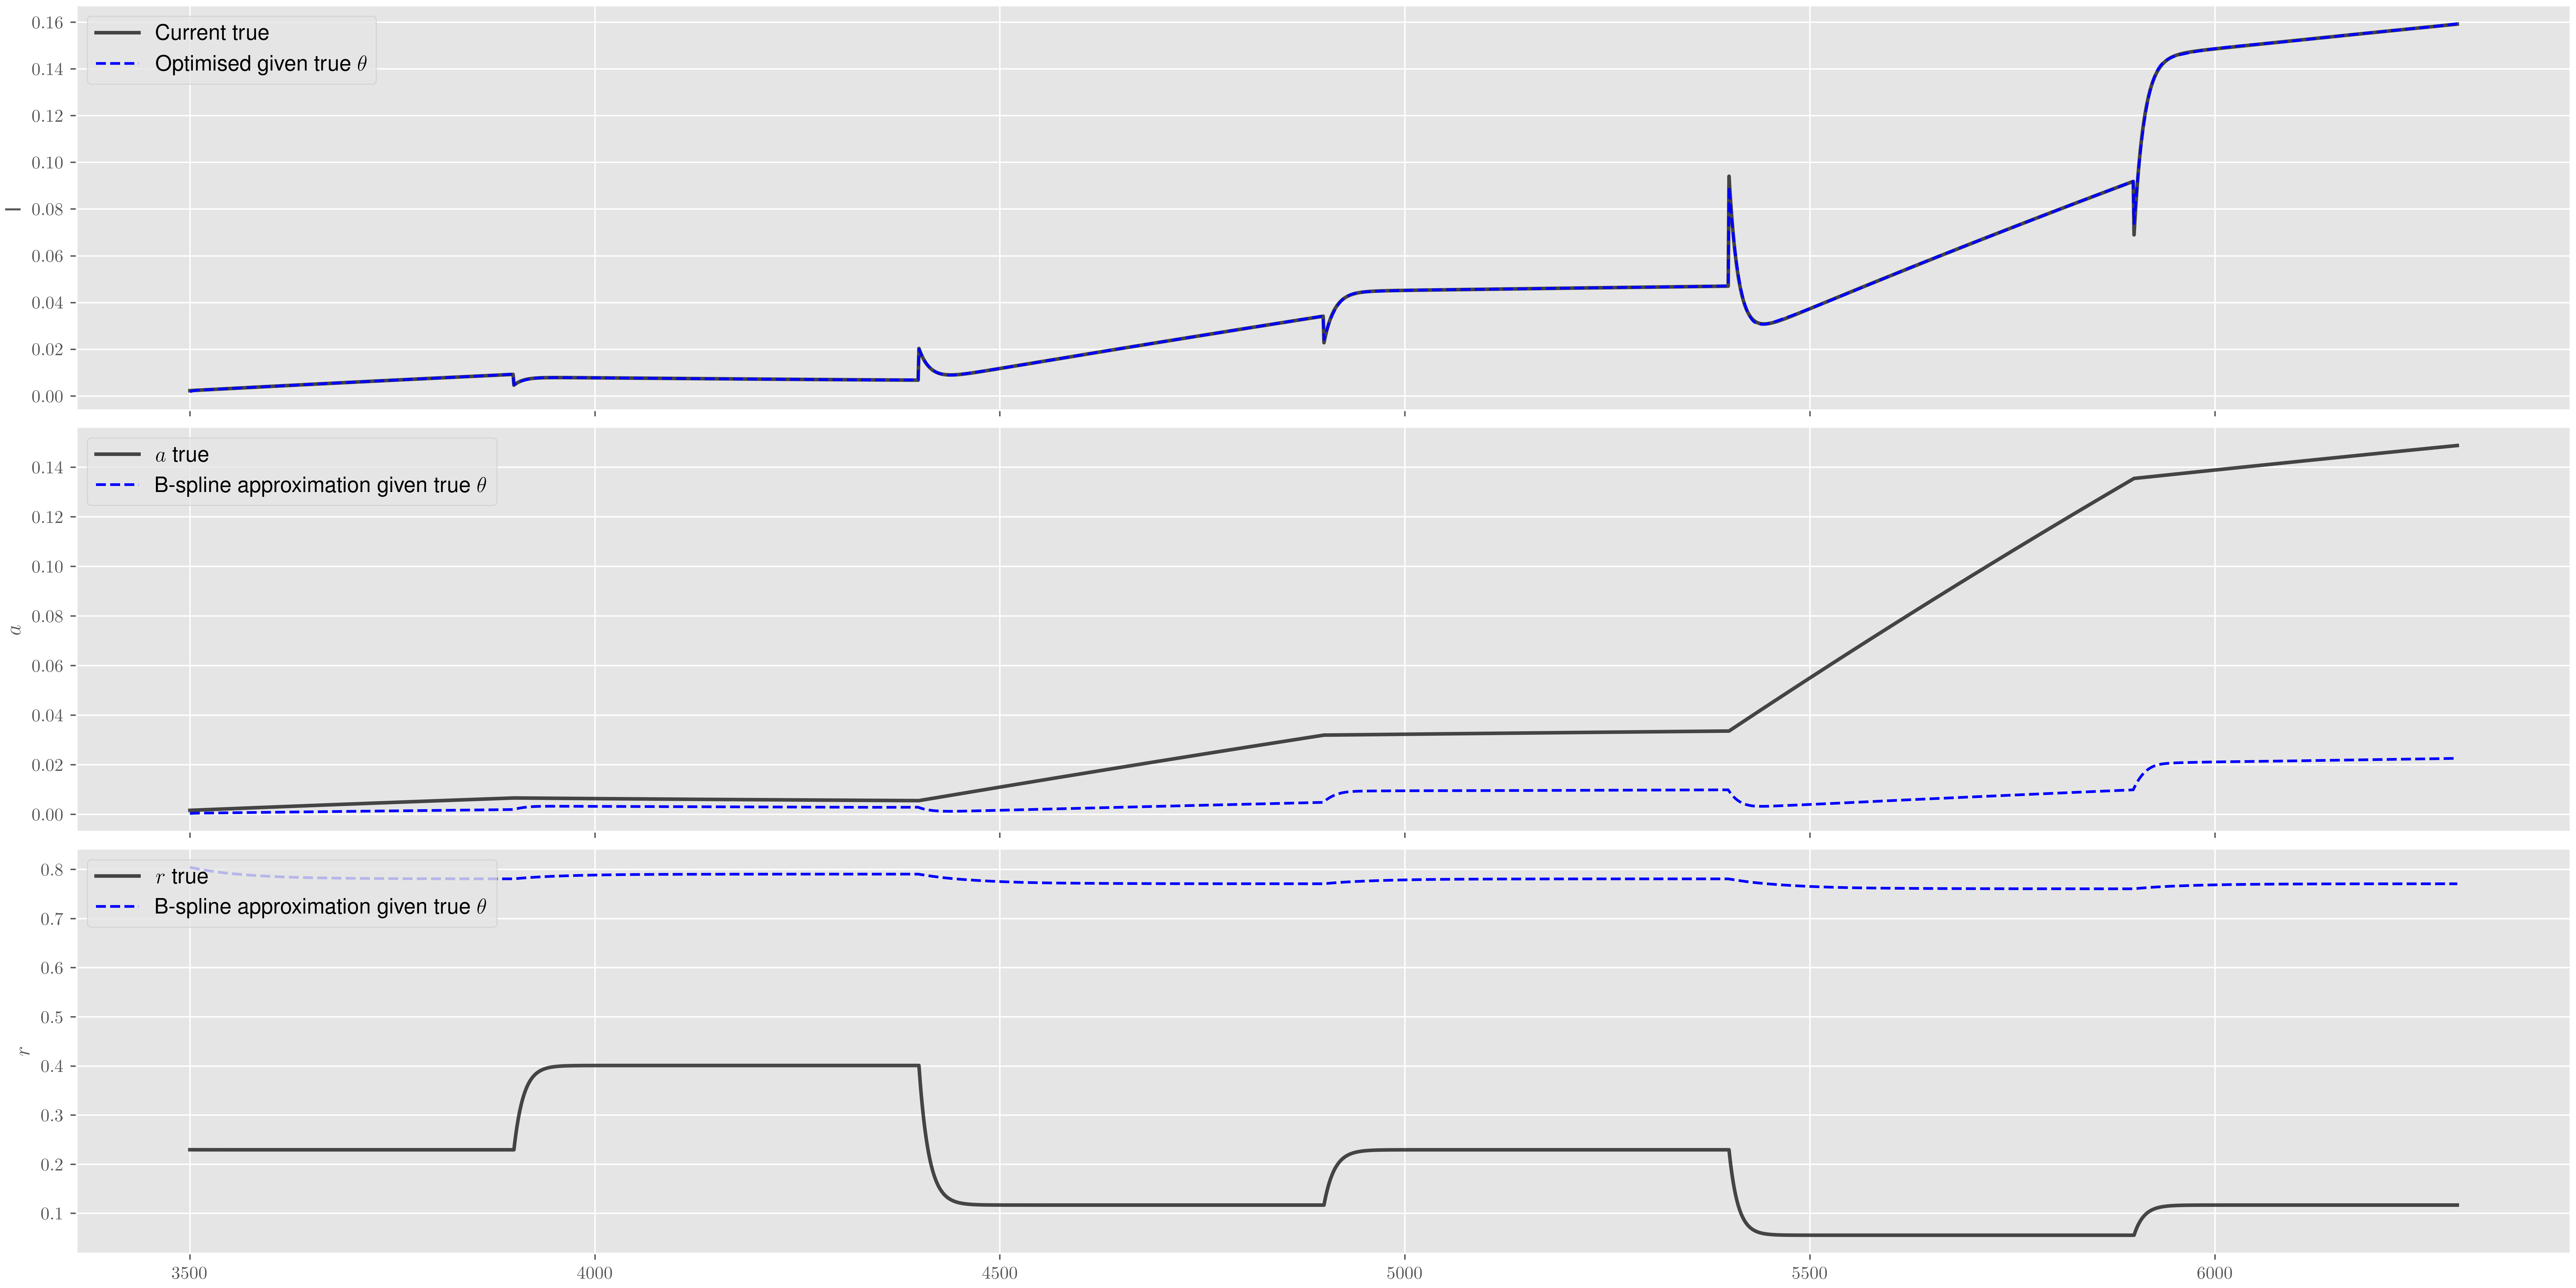 0.16
0.14
0.12
0.10
0.08
0.06
0.04
0.02
0.00
I
Current true
Optimised given true θ
0.14
0.12
0.10
0.08
0.06
0.04
0.02
0.00
a
a true
B-spline approximation given true θ
0.8
0.7
0.6
0.5
0.4
0.3
0.2
0.1
r
r true
B-spline approximation given true θ
3500 4000 4500 5000 5500 6000